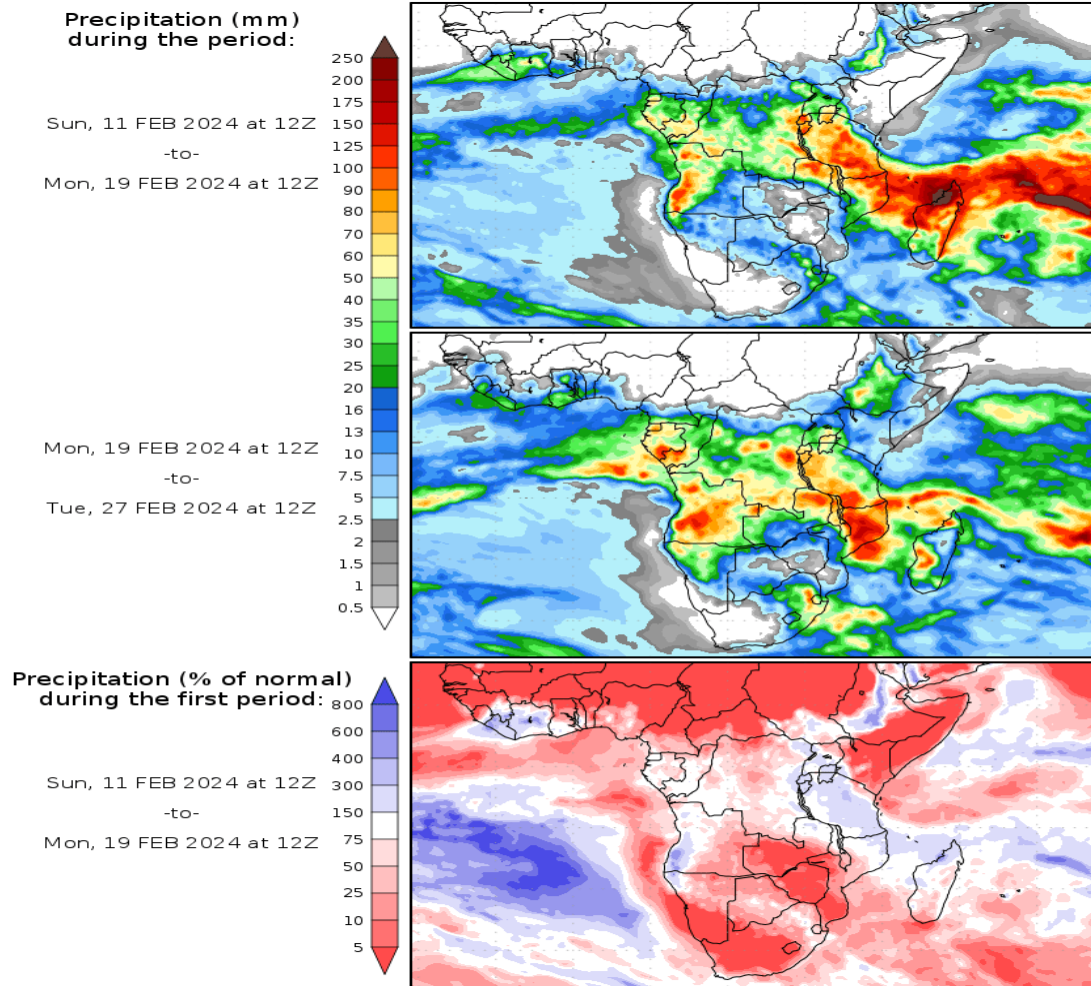 Precipitation (mm)
during the period:
Sun, 11 FEB 2024 at 12Z
-to-
Mon, 19 FEB 2024 at 12Z
Mon, 19 FEB 2024 at 12Z
-to-
Tue, 27 FEB 2024 at 12Z
250
200
175
150
125
100
90
80
70
60
50
40
35
30
25
20
16
13
10
7.5
5
2.5
2
1.5
1
0.5
Precipitation (% of normal)
during the first period:
Sun, 11 FEB 2024 at 12Z
-to-
Mon, 19 FEB 2024 at 12Z
800
600
400
300
150
75
50
25
10
5